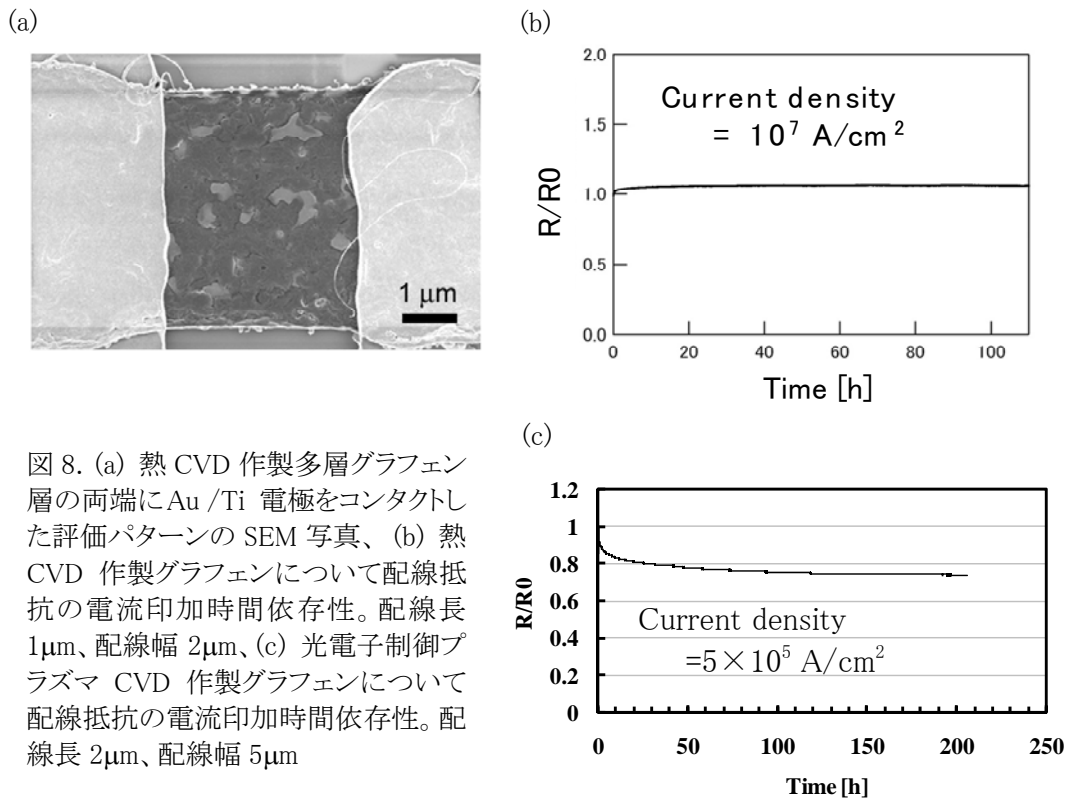 (a)
1 μm
(b)
2.0
1.5
1.0
0.5
0.0
R/R0
Current density
= 10⁷ A/cm²
0 20 40 60 80 100
Time [h]
図 8. (a) 熱 CVD 作製多層グラフェン
層の両端に Au /Ti 電極をコンタクトし
た評価パターンの SEM 写真、 (b) 熱
CVD 作製グラフェンについて配線抵
抗の電流印加時間依存性。配線長
1μm、配線幅 2μm、(c) 光電子制御プ
ラズマ CVD 作製グラフェンについて
配線抵抗の電流印加時間依存性。配
線長 2μm、配線幅 5μm
(c)
1.2
1
0.8
0.6
0.4
0.2
0
R/R0
Current density
=5×10⁵ A/cm²
0 50 100 150 200 250
Time [h]